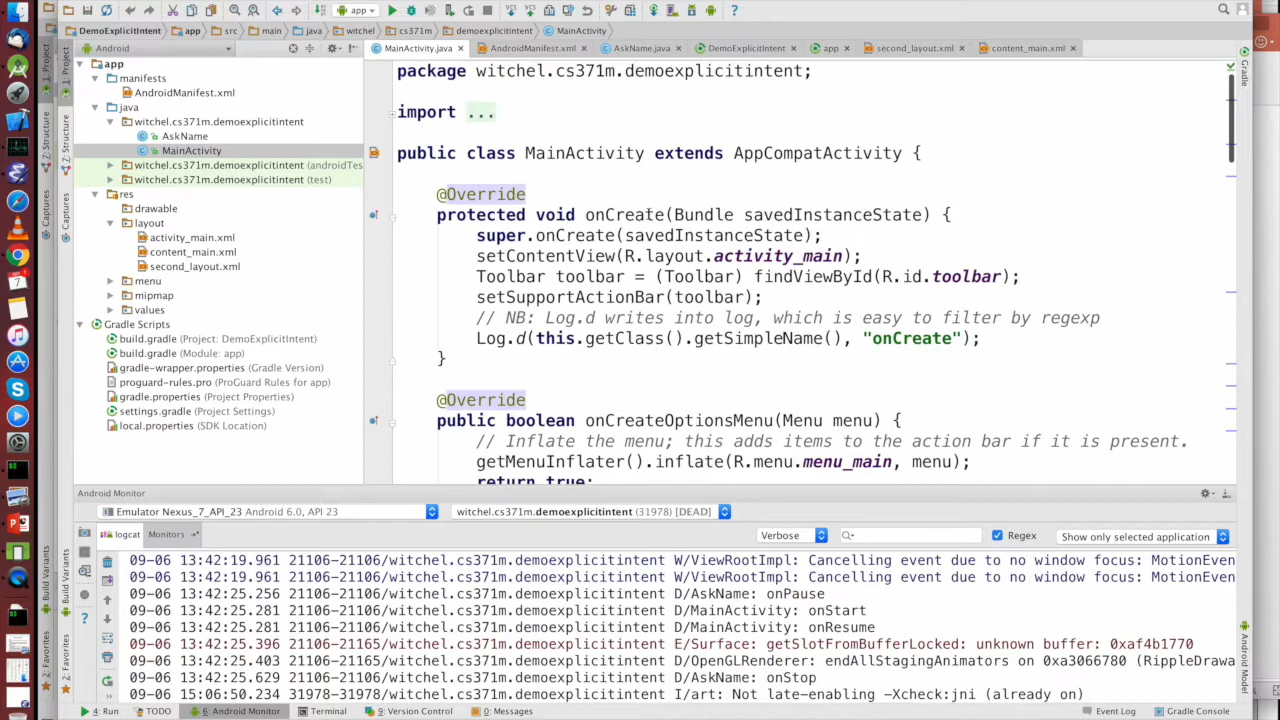 app
DemoExplicitIntent
app
src
main
java
witchel
cs371m
demoexplicitintent
MainActivity
Android
MainActivity.java
AndroidManifest.xml
AskName.java
DemoExplicitIntent
app
second_layout.xml
content_main.xml
app
manifests
AndroidManifest.xml
java
witchel.cs371m.demoexplicitintent
AskName
MainActivity
witchel.cs371m.demoexplicitintent (androidTes
witchel.cs371m.demoexplicitintent (test)
res
drawable
layout
activity_main.xml
content_main.xml
second_layout.xml
menu
mipmap
values
Gradle Scripts
build.gradle (Project: DemoExplicitIntent)
build.gradle (Module: app)
gradle-wrapper.properties (Gradle Version)
proguard-rules.pro (ProGuard Rules for app)
gradle.properties (Project Properties)
settings.gradle (Project Settings)
local.properties (SDK Location)
package witchel.cs371m.demoexplicitintent;
import ...
public class MainActivity extends AppCompatActivity {
@Override
protected void onCreate(Bundle savedInstanceState) {
super.onCreate(savedInstanceState);
setContentView(R.layout.activity_main);
Toolbar toolbar = (Toolbar) findViewById(R.id.toolbar);
setSupportActionBar(toolbar);
// NB: Log.d writes into log, which is easy to filter by regexp
Log.d(this.getClass().getSimpleName(), "onCreate");
}
@Override
public boolean onCreateOptionsMenu(Menu menu) {
// Inflate the menu; this adds items to the action bar if it is present.
getMenuInflater().inflate(R.menu.menu_main, menu);
return true;
1: Project
Z: Structure
Captures
Build Variants
2: Favorites
Gradle
Android Model
Android Monitor
Emulator Nexus_7_API_23 Android 6.0, API 23
witchel.cs371m.demoexplicitintent (31978) [DEAD]
logcat
Monitors
Verbose
Regex
Show only selected application
09-06 13:42:19.961 21106-21106/witchel.cs371m.demoexplicitintent W/ViewRootImpl: Cancelling event due to no window focus: MotionEven
09-06 13:42:19.961 21106-21106/witchel.cs371m.demoexplicitintent W/ViewRootImpl: Cancelling event due to no window focus: MotionEven
09-06 13:42:25.256 21106-21106/witchel.cs371m.demoexplicitintent D/AskName: onPause
09-06 13:42:25.281 21106-21106/witchel.cs371m.demoexplicitintent D/MainActivity: onStart
09-06 13:42:25.281 21106-21106/witchel.cs371m.demoexplicitintent D/MainActivity: onResume
09-06 13:42:25.396 21106-21165/witchel.cs371m.demoexplicitintent E/Surface: getSlotFromBufferLocked: unknown buffer: 0xaf4b1770
09-06 13:42:25.403 21106-21165/witchel.cs371m.demoexplicitintent D/OpenGLRenderer: endAllStagingAnimators on 0xa3066780 (RippleDrawa
09-06 13:42:25.629 21106-21106/witchel.cs371m.demoexplicitintent D/AskName: onStop
09-06 15:06:50.234 31978-31978/witchel.cs371m.demoexplicitintent I/art: Not late-enabling -Xcheck:jni (already on)
4: Run
TODO
6: Android Monitor
Terminal
9: Version Control
0: Messages
Event Log
Gradle Console